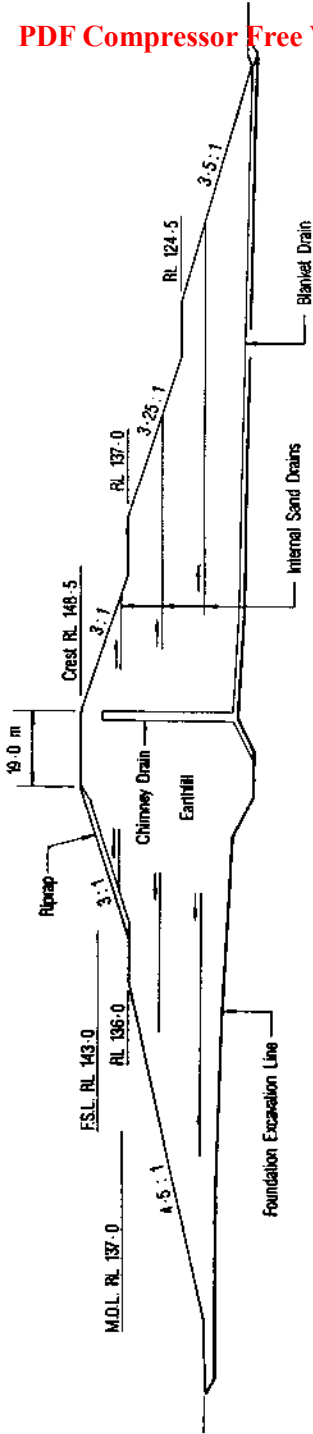 PDF Compressor Free V
19·0 m
Crest RL 148·5
Riprap
3:1
3:1
F.S.L. RL 143·0
RL 136·0
M.O.L. RL 137·0
RL 137·0
3·25:1
RL 124·5
3·5:1
4·5:1
Chimney Drain
Earthfill
Internal Sand Drains
Blanket Drain
Foundation Excavation Line